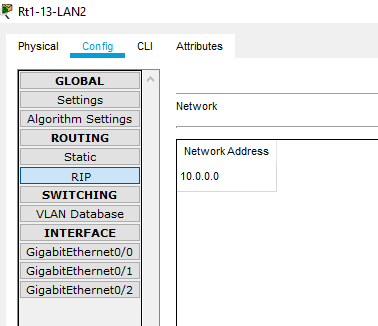 Rt1-13-LAN2
Physical Config CLI Attributes
GLOBAL
Settings
Algorithm Settings
ROUTING
Static
RIP
SWITCHING
VLAN Database
INTERFACE
GigabitEthernet0/0
GigabitEthernet0/1
GigabitEthernet0/2
Network
Network Address
10.0.0.0